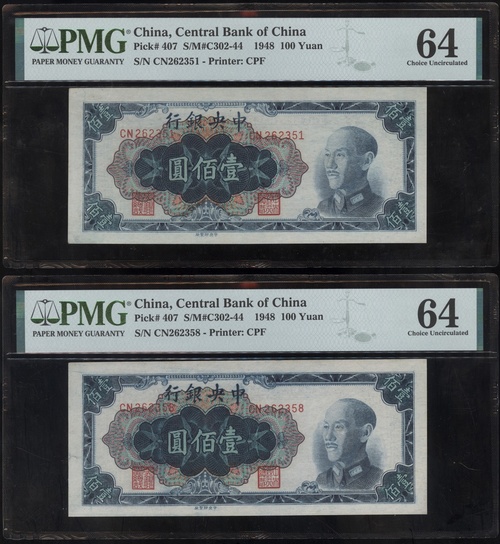 PMG
PAPER MONEY GUARANTY
China, Central Bank of China
Pick# 407 S/M#C302-44 1948 100 Yuan
S/N CN262351 - Printer: CPF
64
Choice Uncirculated
中央銀行
CN262351 CN262351
壹佰圓
PMG
PAPER MONEY GUARANTY
China, Central Bank of China
Pick# 407 S/M#C302-44 1948 100 Yuan
S/N CN262358 - Printer: CPF
64
Choice Uncirculated
中央銀行
CN262358 CN262358
壹佰圓